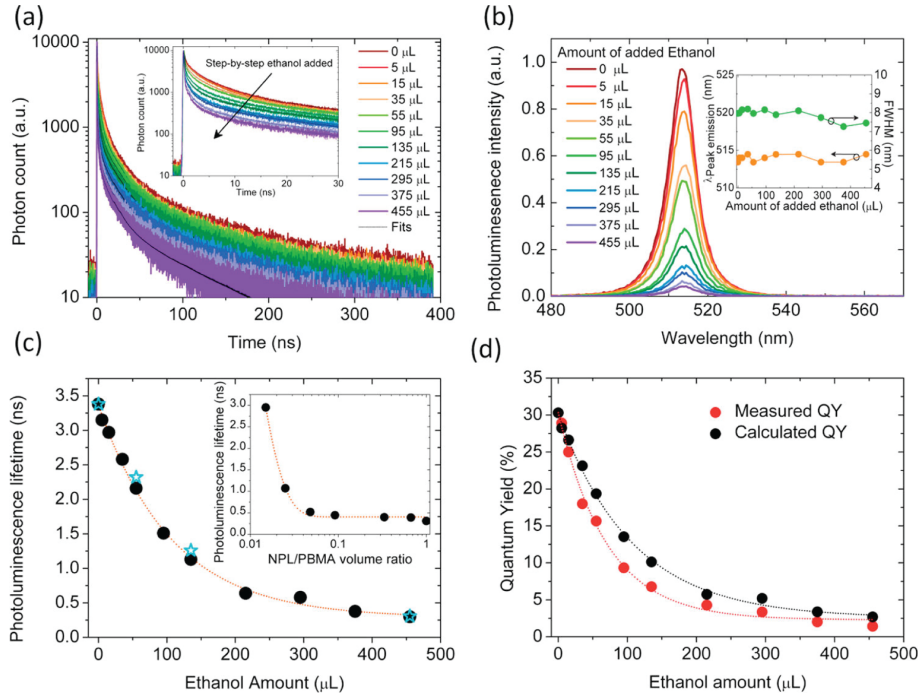 (a)
Photon count (a.u.)
10000
1000
100
10
0
100
200
300
400
Time (ns)
Photon count (a.u.)
10000
1000
100
10
Step-by-step ethanol added
0
10
20
30
Time (ns)
0 μL
5 μL
15 μL
35 μL
55 μL
95 μL
135 μL
215 μL
295 μL
375 μL
455 μL
Fits
(b)
Photoluminesence intensity (a.u.)
1.0
0.8
0.6
0.4
0.2
0.0
480
500
520
540
560
Wavelength (nm)
Amount of added Ethanol
0 μL
5 μL
15 μL
35 μL
55 μL
95 μL
135 μL
215 μL
295 μL
375 μL
455 μL
λPeak emission (nm)
520
510
10
9
8
7
6
5
4
FWHM (nm)
0
100
200
300
400
Amount of added ethanol (μL)
(c)
Photoluminescence lifetime (ns)
3.5
3.0
2.5
2.0
1.5
1.0
0.5
0.0
0
100
200
300
400
500
Ethanol Amount (μL)
Photoluminescence lifetime (ns)
3.0
2.5
2.0
1.5
1.0
0.5
0.0
0.01
0.1
1
NPL/PBMA volume ratio
(d)
Quantum Yield (%)
35
30
25
20
15
10
5
0
0
100
200
300
400
500
Ethanol amount (μL)
Measured QY
Calculated QY